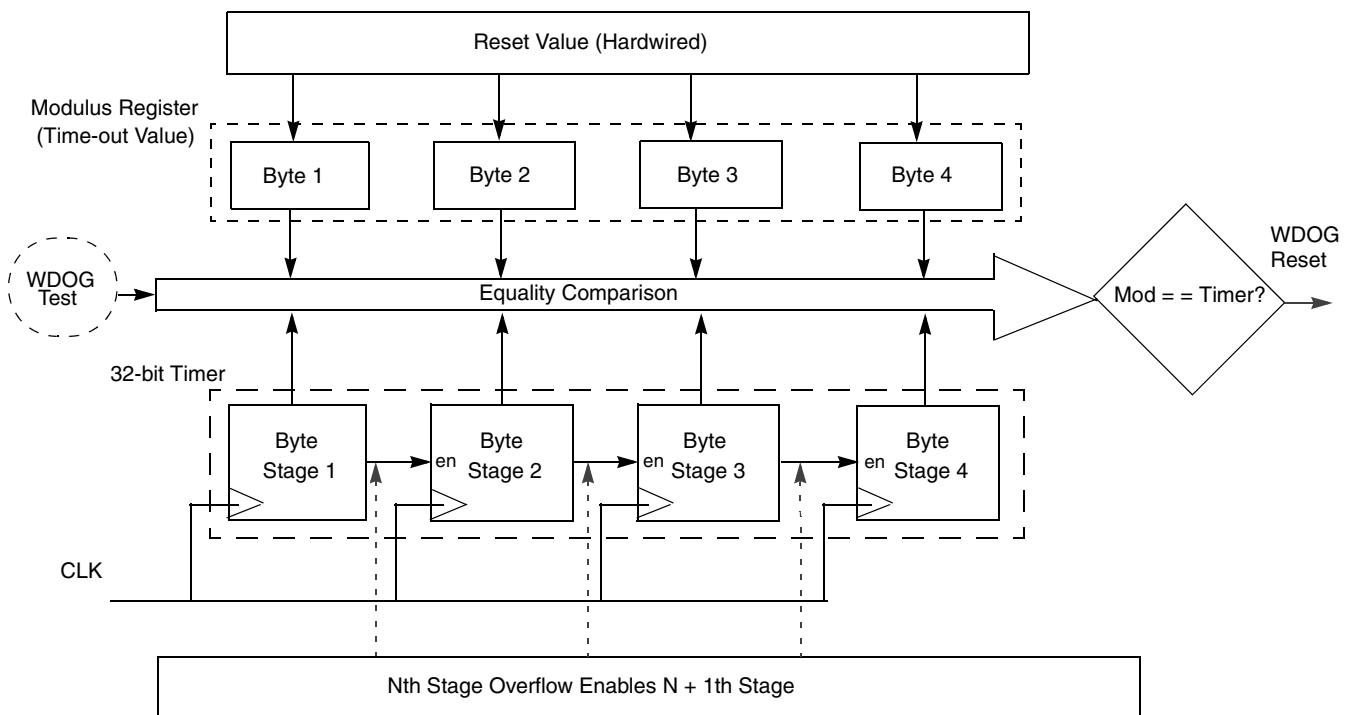 Reset Value (Hardwired)
Modulus Register
(Time-out Value)
Byte 1
Byte 2
Byte 3
Byte 4
WDOG
Test
Equality Comparison
Mod = = Timer?
WDOG
Reset
32-bit Timer
Byte
Stage 1
en
Byte
Stage 2
en
Byte
Stage 3
en
Byte
Stage 4
CLK
Nth Stage Overflow Enables N + 1th Stage